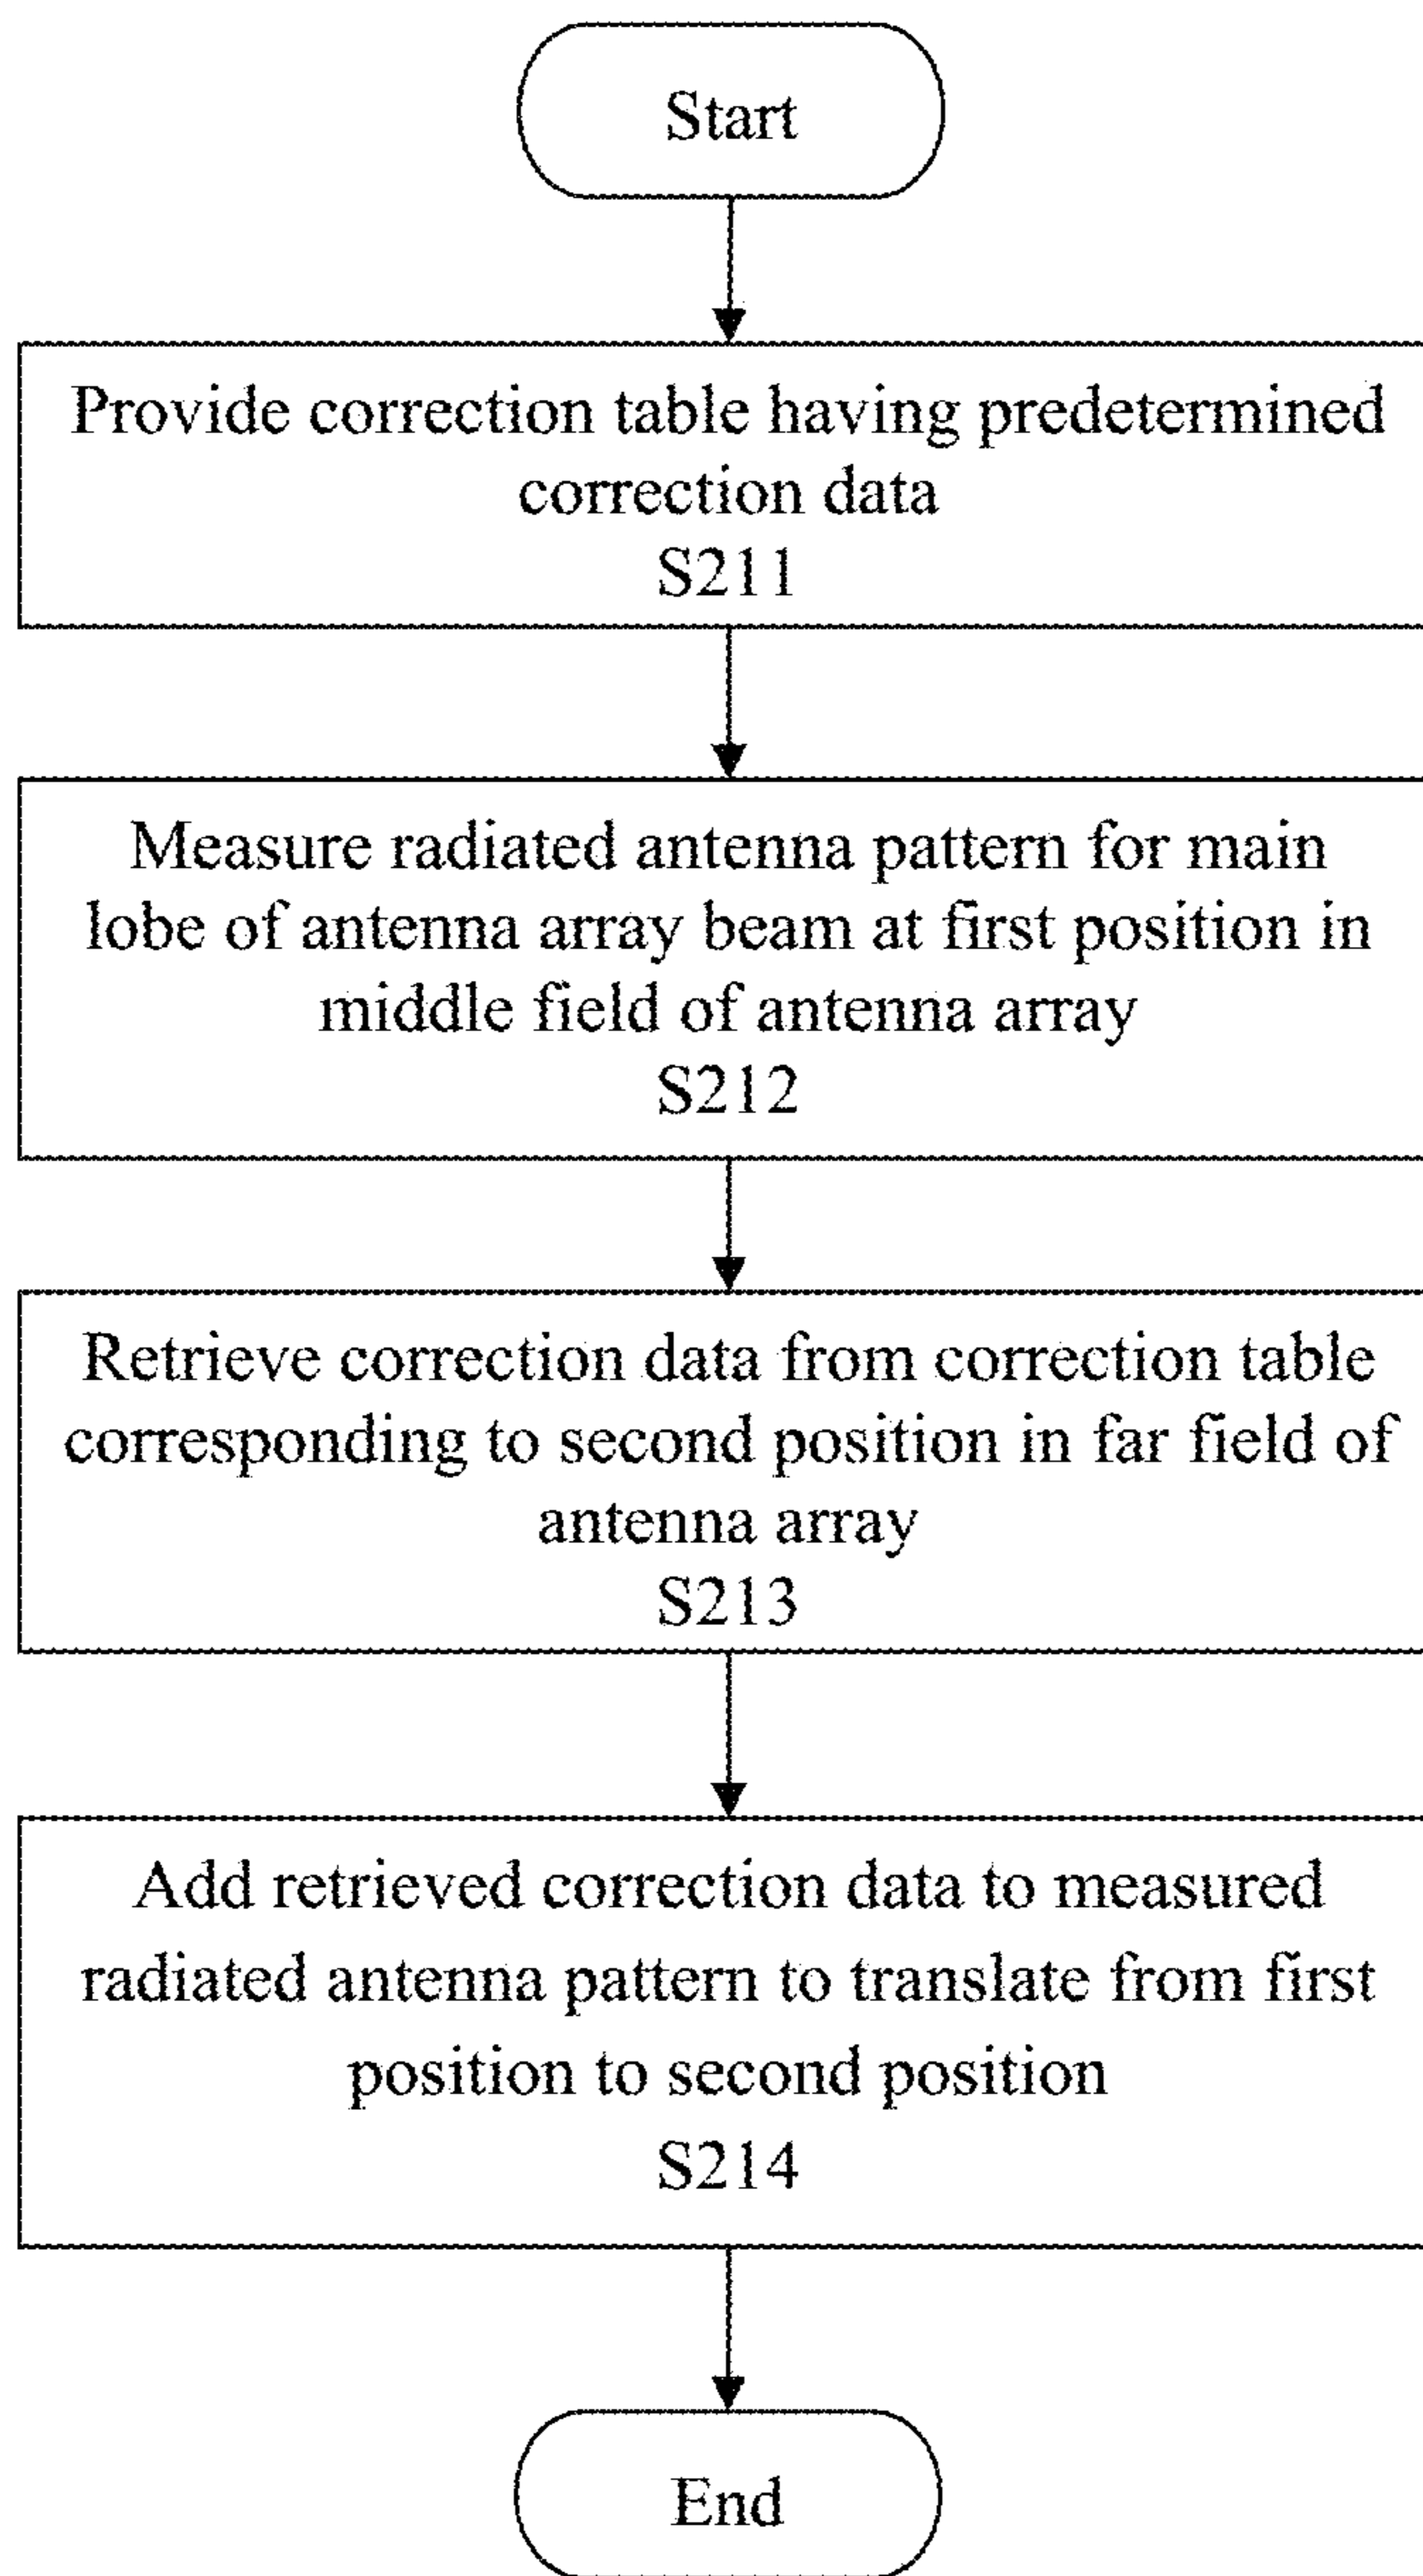 Start
Provide correction table having predetermined
correction data
S211
Measure radiated antenna pattern for main
lobe of antenna array beam at first position in
middle field of antenna array
S212
Retrieve correction data from correction table
corresponding to second position in far field of
antenna array
S213
Add retrieved correction data to measured
radiated antenna pattern to translate from first
position to second position
S214
End